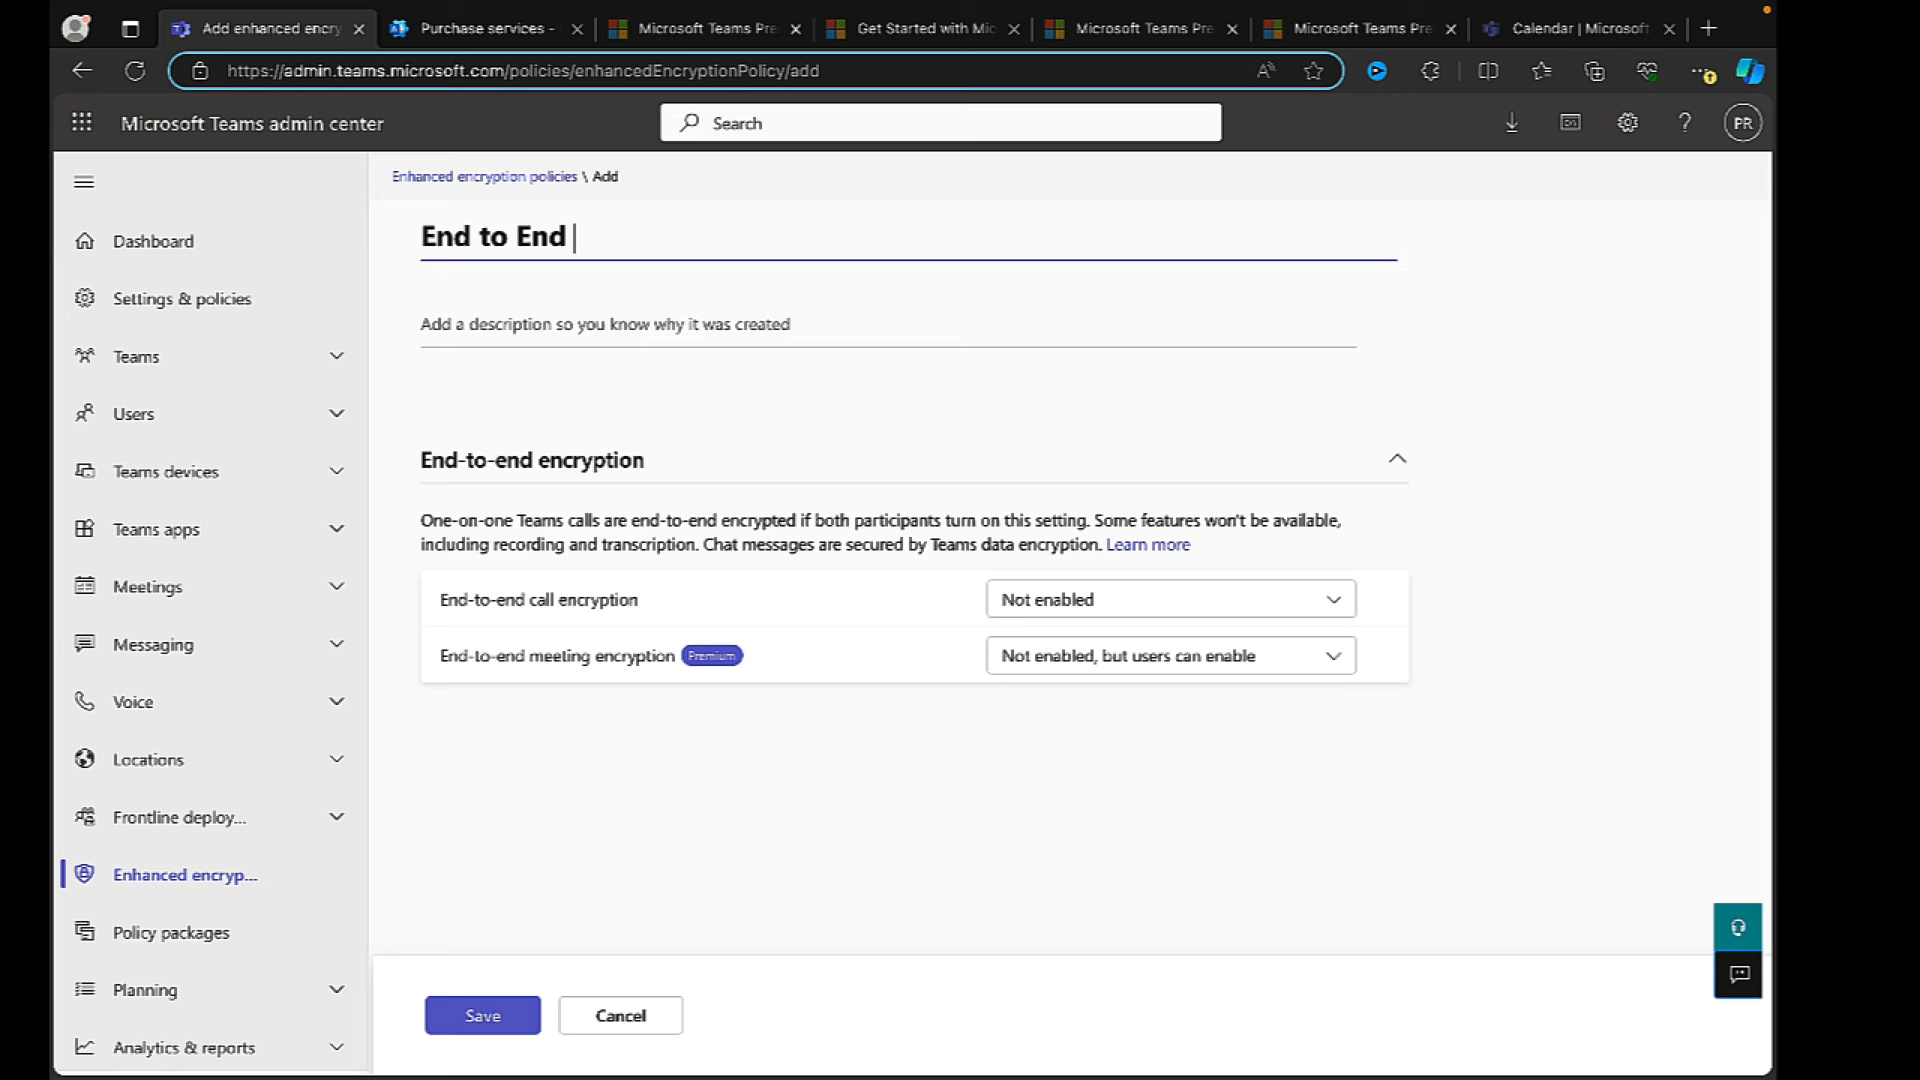 Add enhanced encry
Purchase services -
Microsoft Teams Pre
Get Started with Mic
Microsoft Teams Pre
Microsoft Teams Pre
Calendar | Microsoft
https://admin.teams.microsoft.com/policies/enhancedEncryptionPolicy/add
Microsoft Teams admin center
Search
PR
Enhanced encryption policies \ Add
End to End
Add a description so you know why it was created
End-to-end encryption
One-on-one Teams calls are end-to-end encrypted if both participants turn on this setting. Some features won't be available,
including recording and transcription. Chat messages are secured by Teams data encryption. Learn more
End-to-end call encryption
Not enabled
End-to-end meeting encryption Premium
Not enabled, but users can enable
Save
Cancel
Dashboard
Settings & policies
Teams
Users
Teams devices
Teams apps
Meetings
Messaging
Voice
Locations
Frontline deploy...
Enhanced encryp...
Policy packages
Planning
Analytics & reports